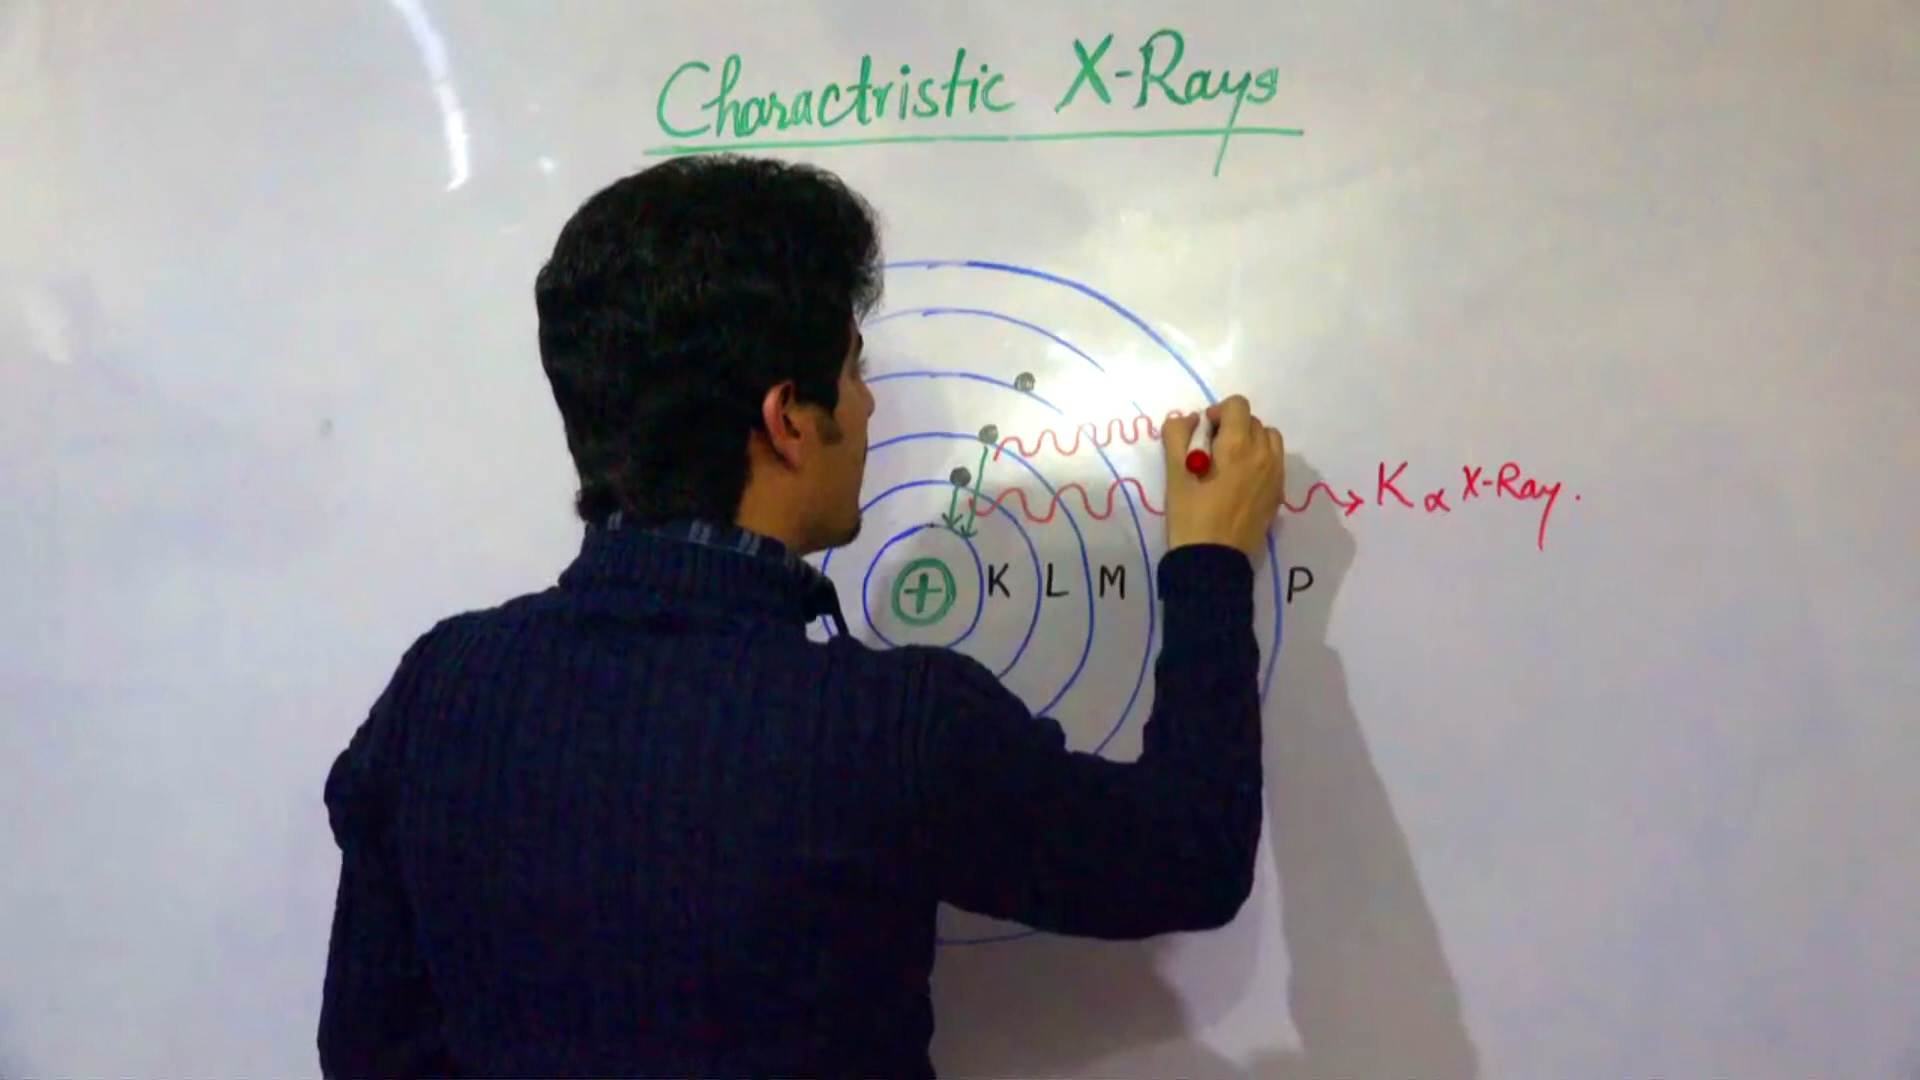 Charactristic X-Rays
K α X-Ray.
+ K L M P